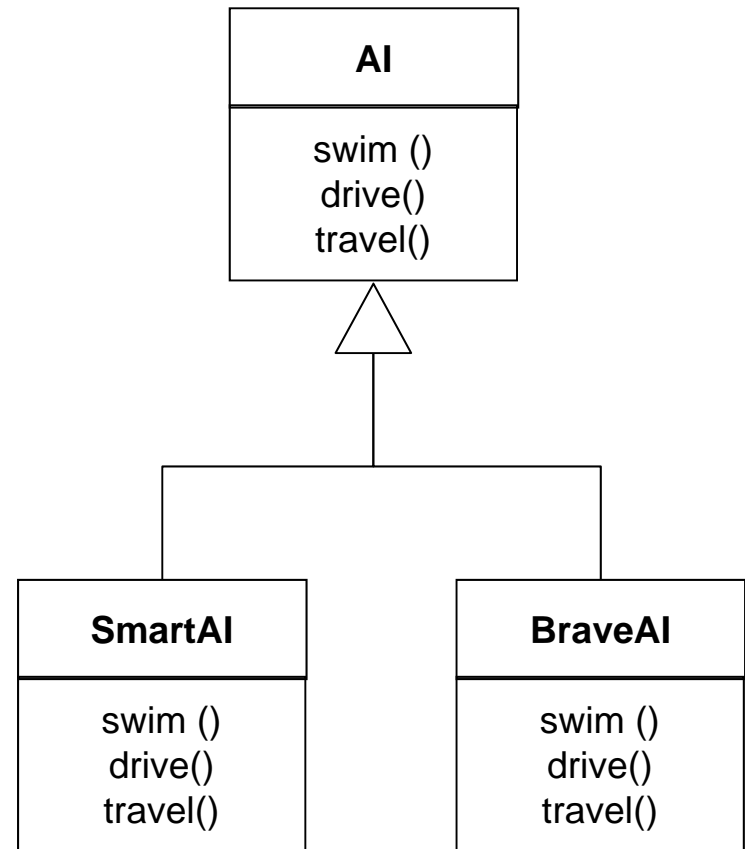 AI
swim ()
drive()
travel()
SmartAI
swim ()
drive()
travel()
BraveAI
swim ()
drive()
travel()